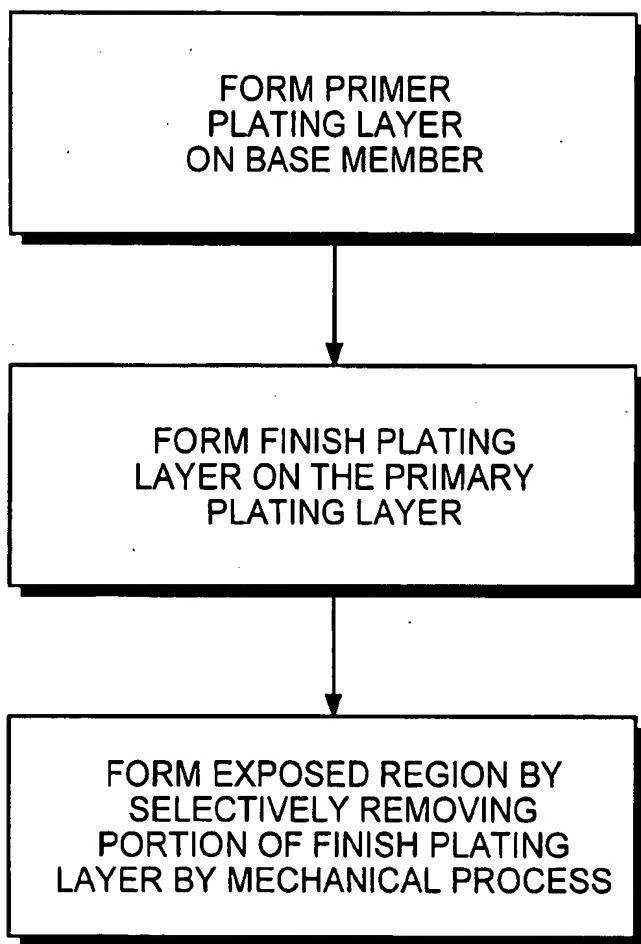 FORM PRIMER
PLATING LAYER
ON BASE MEMBER
FORM FINISH PLATING
LAYER ON THE PRIMARY
PLATING LAYER
FORM EXPOSED REGION BY
SELECTIVELY REMOVING
PORTION OF FINISH PLATING
LAYER BY MECHANICAL PROCESS